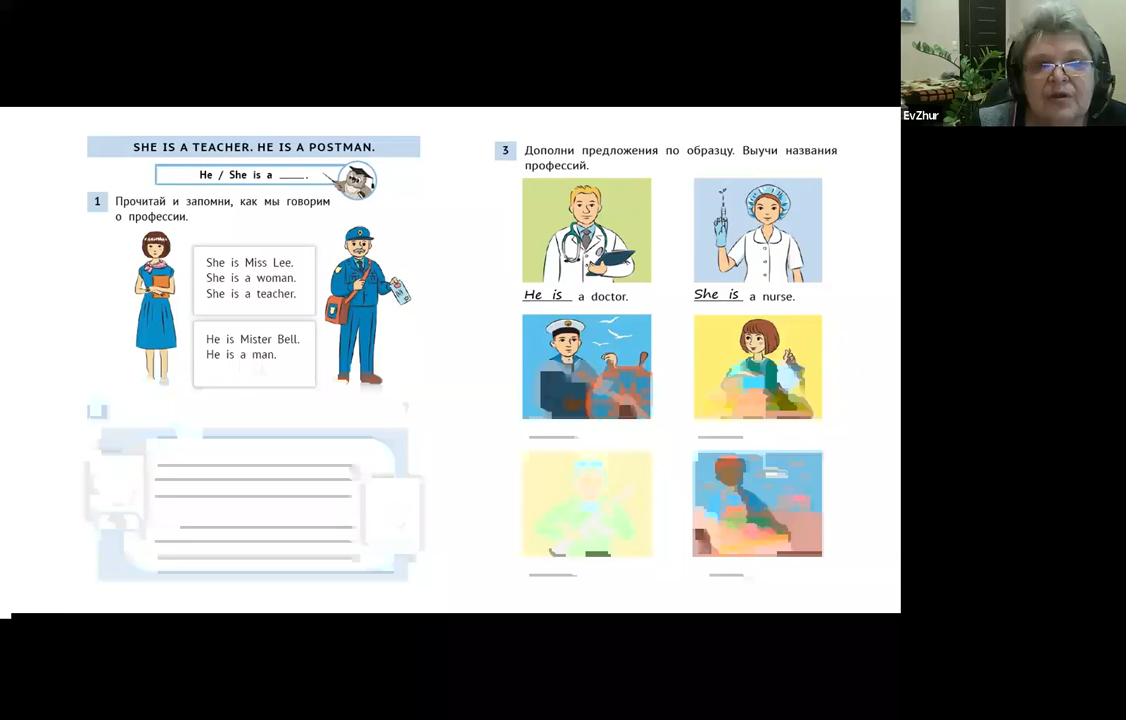 SHE IS A TEACHER. HE IS A POSTMAN.
He / She is a ____.
1 Прочитай и запомни, как мы говорим
о профессии.
She is Miss Lee.
She is a woman.
She is a teacher.
He is Mister Bell.
He is a man.
3 Дополни предложения по образцу. Выучи названия
профессий.
He is a doctor.
She is a nurse.
EvZhur